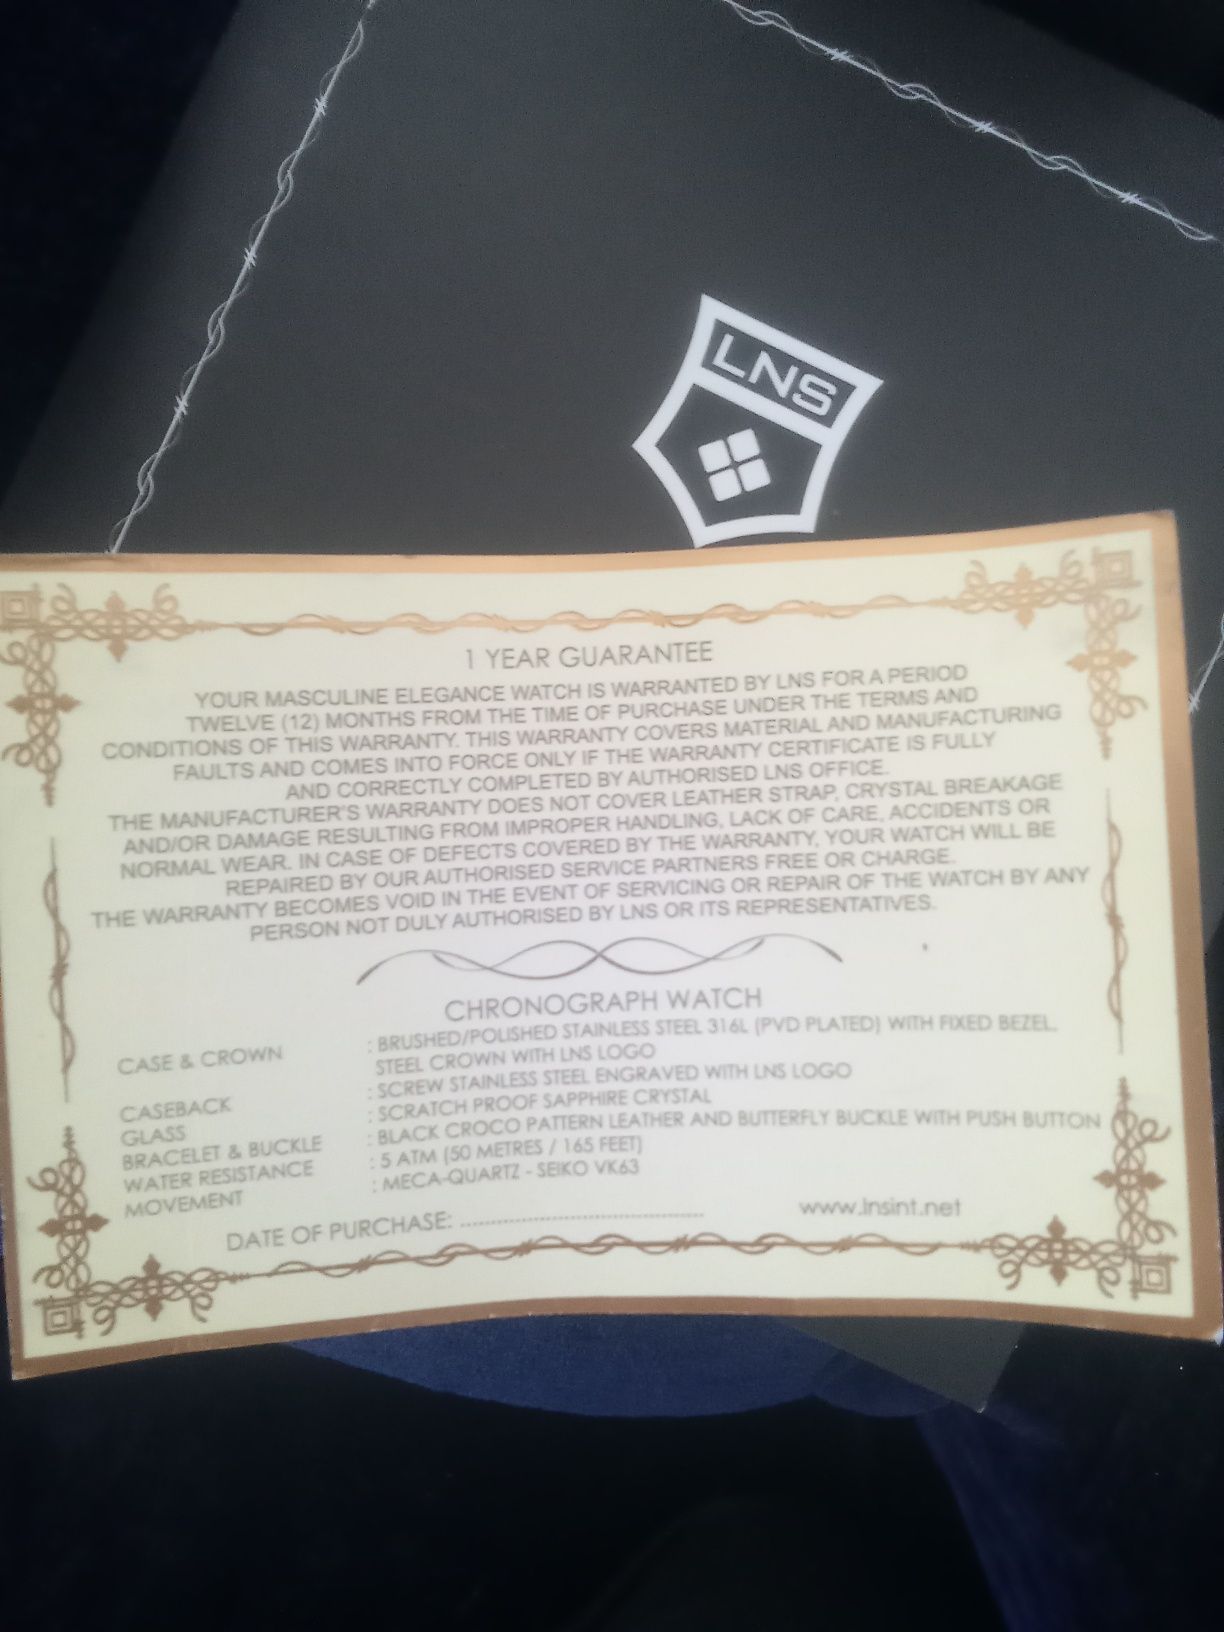 LNS
1 YEAR GUARANTEE
YOUR MASCULINE ELEGANCE WATCH IS WARRANTED BY LNS FOR A PERIOD
TWELVE (12) MONTHS FROM THE TIME OF PURCHASE UNDER THE TERMS AND
CONDITIONS OF THIS WARRANTY. THIS WARRANTY COVERS MATERIAL AND MANUFACTURING
FAULTS AND COMES INTO FORCE ONLY IF THE WARRANTY CERTIFICATE IS FULLY
AND CORRECTLY COMPLETED BY AUTHORISED LNS OFFICE.
THE MANUFACTURER'S WARRANTY DOES NOT COVER LEATHER STRAP, CRYSTAL BREAKAGE
AND/OR DAMAGE RESULTING FROM IMPROPER HANDLING, LACK OF CARE, ACCIDENTS OR
NORMAL WEAR. IN CASE OF DEFECTS COVERED BY THE WARRANTY, YOUR WATCH WILL BE
REPAIRED BY OUR AUTHORISED SERVICE PARTNERS FREE OR CHARGE.
THE WARRANTY BECOMES VOID IN THE EVENT OF SERVICING OR REPAIR OF THE WATCH BY ANY
PERSON NOT DULY AUTHORISED BY LNS OR ITS REPRESENTATIVES.
CHRONOGRAPH WATCH
CASE & CROWN : BRUSHED/POLISHED STAINLESS STEEL 316L (PVD PLATED) WITH FIXED BEZEL,
STEEL CROWN WITH LNS LOGO
CASEBACK : SCREW STAINLESS STEEL ENGRAVED WITH LNS LOGO
GLASS : SCRATCH PROOF SAPPHIRE CRYSTAL
BRACELET & BUCKLE : BLACK CROCO PATTERN LEATHER AND BUTTERFLY BUCKLE WITH PUSH BUTTON
WATER RESISTANCE : 5 ATM (50 METRES / 165 FEET)
MOVEMENT : MECA-QUARTZ - SEIKO VK63
DATE OF PURCHASE: ........................................ www.lnsint.net